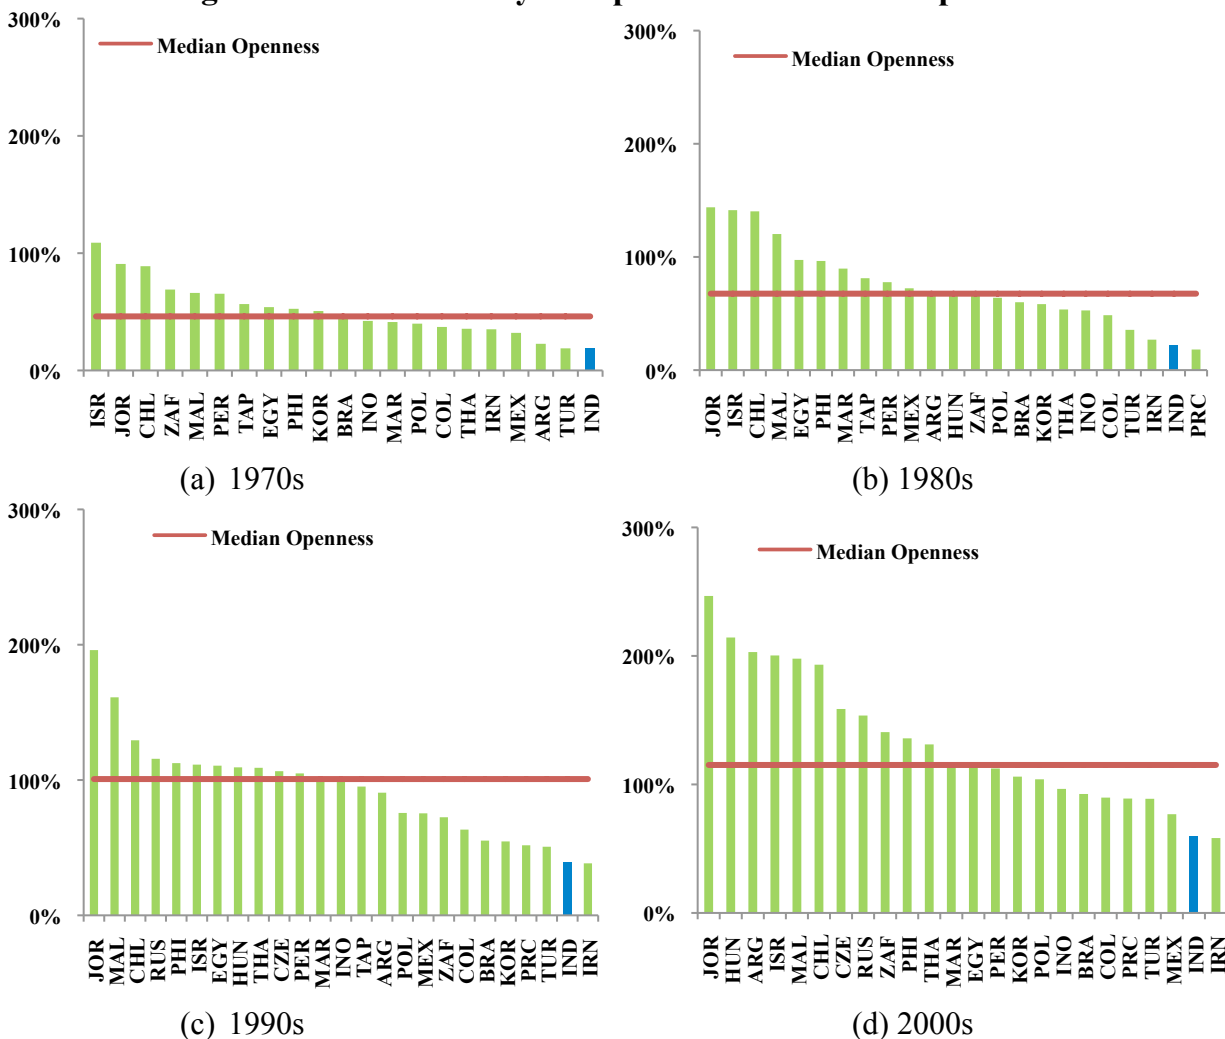 300%
Median Openness
200%
100%
0%
ISR JOR CHL ZAF MAL PER TAP EGY PHI KOR BRA INO MAR POL COL THA IRN MEX ARG TUR IND
(a) 1970s
300%
Median Openness
200%
100%
0%
JOR ISR CHL MAL EGY PHI MAR TAP PER MEX ARG HUN ZAF POL BRA KOR THA INO COL TUR IRN IND PRC
(b) 1980s
300%
Median Openness
200%
100%
0%
JOR MAL CHL RUS PHI ISR EGY HUN THA CZE PER MAR INO TAP ARG POL MEX ZAF COL BRA KOR PRC TUR IND IRN
(c) 1990s
300%
Median Openness
200%
100%
0%
JOR HUN ARG ISR MAL CHL CZE RUS ZAF PHI THA MAR EGY PER KOR POL INO BRA COL PRC TUR MEX IND IRN
(d) 2000s